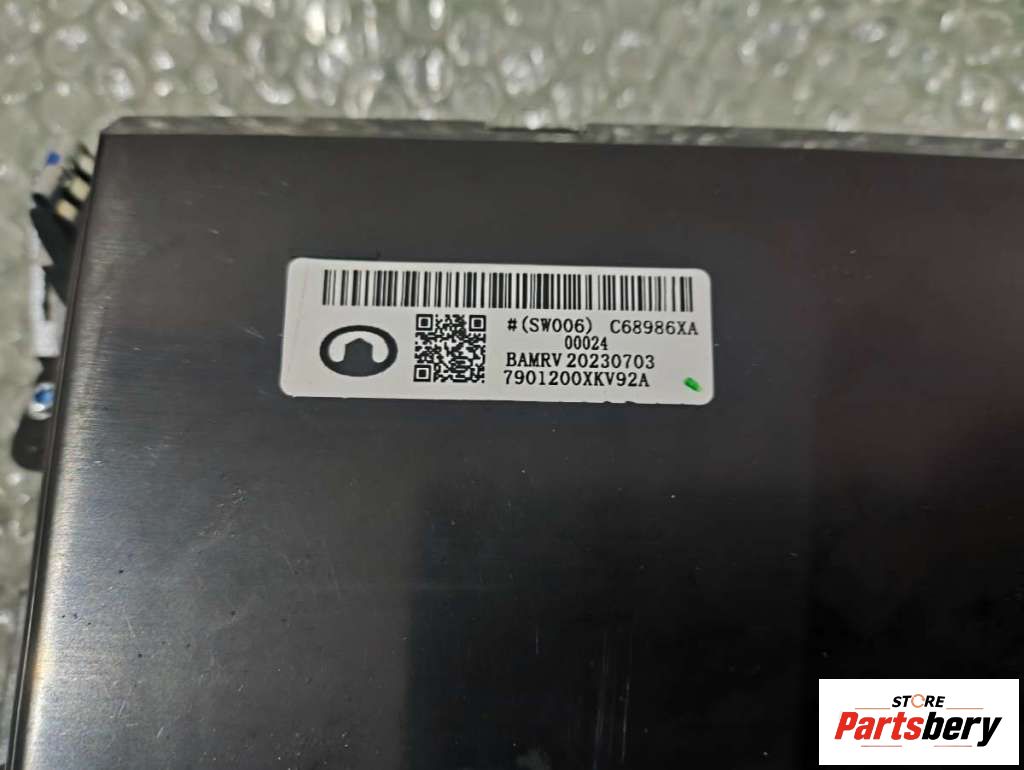 #(SW006) C68986XA
00024
BAMRV 20230703
7901200XKV92A
STORE
Partsbery